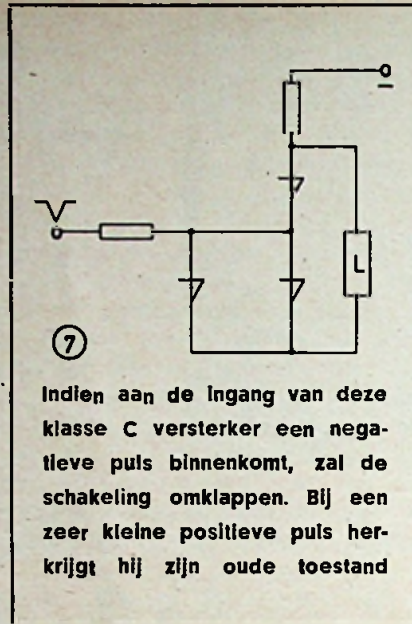 –
L
7
Indien aan de ingang van deze
klasse C versterker een nega-
tieve puls binnenkomt, zal de
schakeling omklappen. Bij een
zeer kleine positieve puls her-
krijgt hij zijn oude toestand